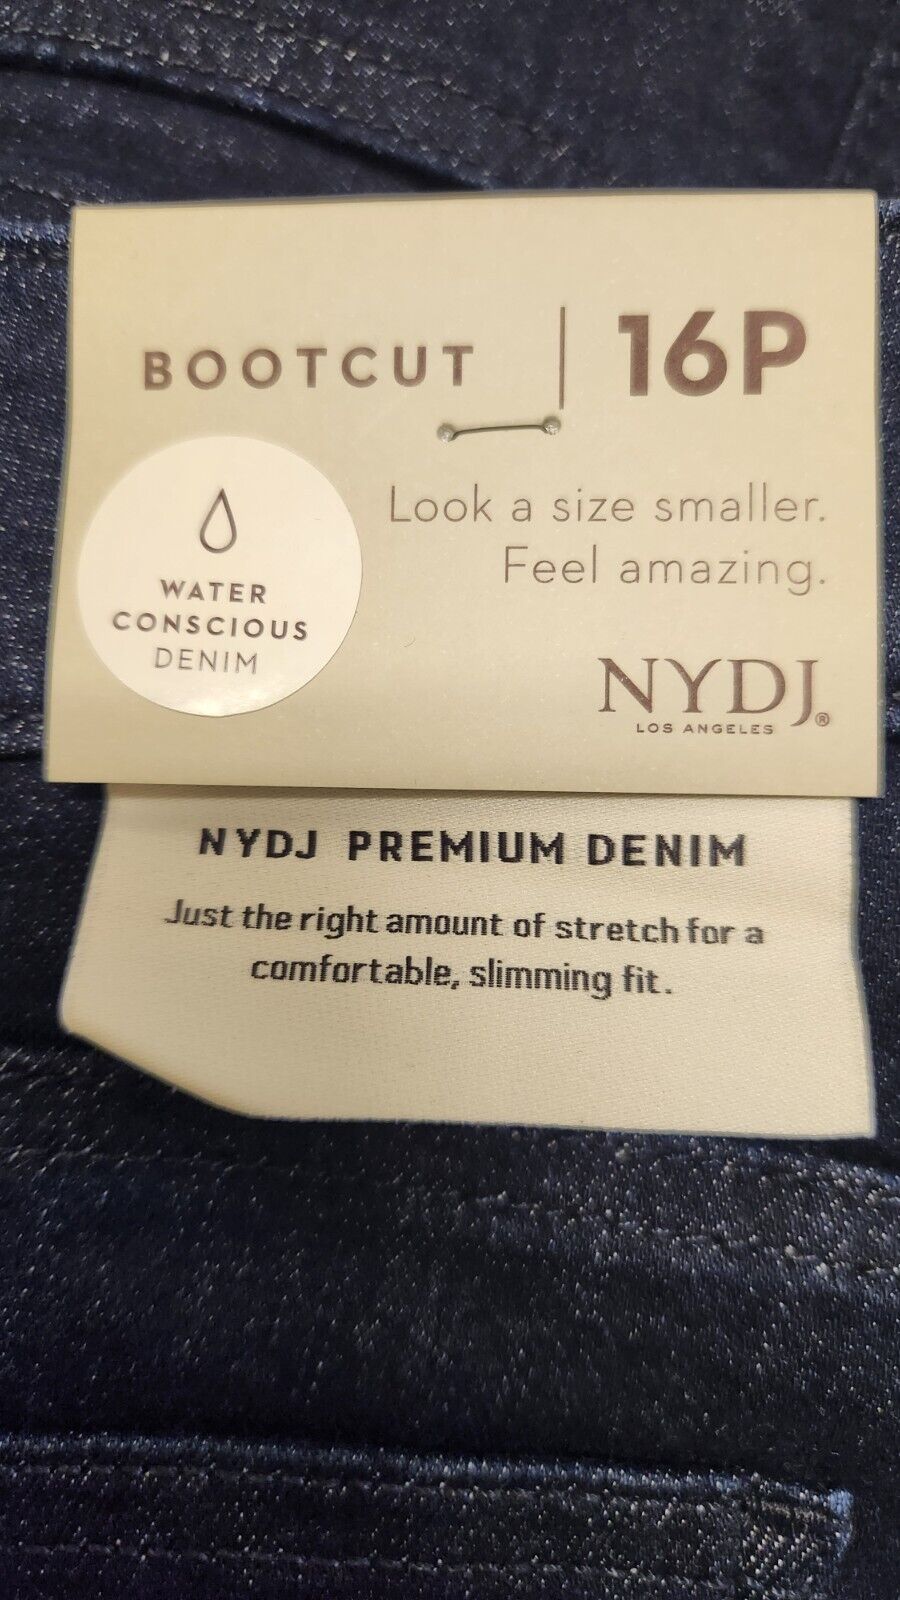 BOOTCUT | 16P
Look a size smaller.
Feel amazing.
WATER
CONSCIOUS
DENIM
NYDJ®
LOS ANGELES
NYDJ PREMIUM DENIM
Just the right amount of stretch for a
comfortable, slimming fit.